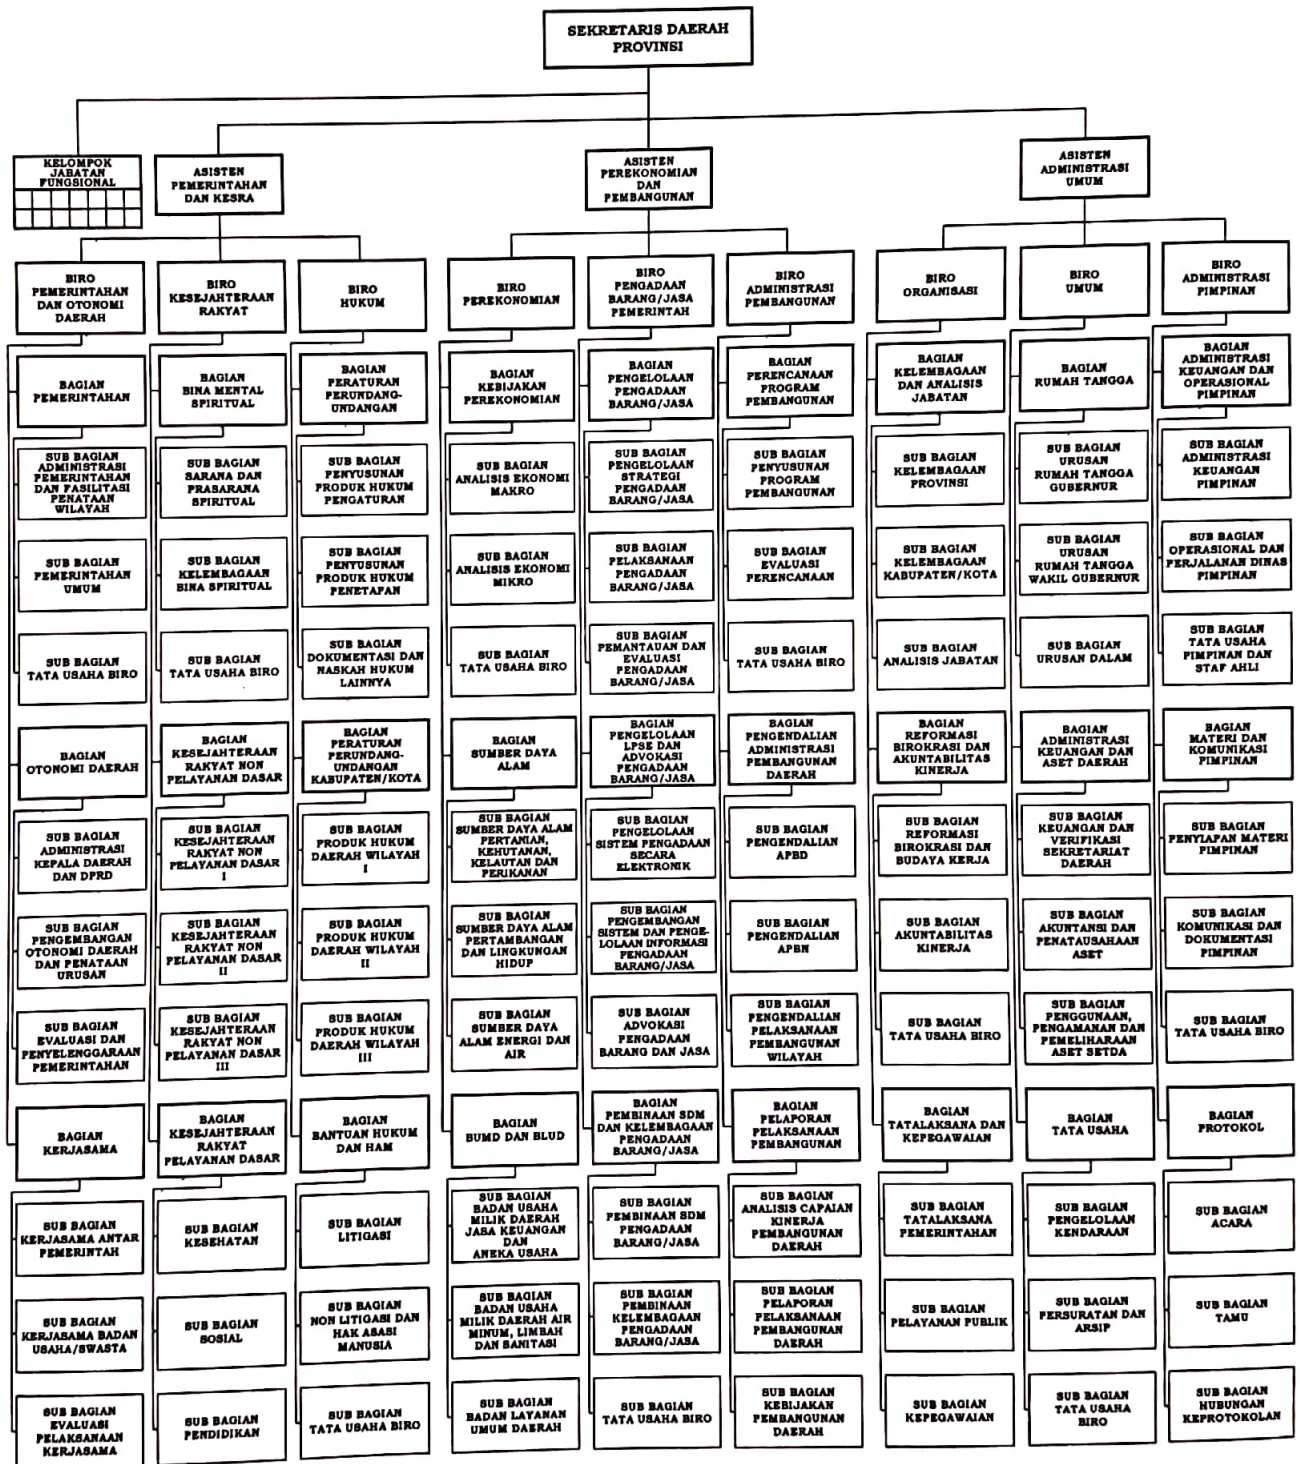 SEKRETARIS DAERAH
PROVINSI
KELOMPOK
JABATAN
FUNGSIONAL
ASISTEN
PEMERINTAHAN
DAN KESRA
ASISTEN
PEREKONOMIAN
DAN
PEMBANGUNAN
ASISTEN
ADMINISTRASI
UMUM
BIRO
PEMERINTAHAN
DAN OTONOMI
DAERAH
BIRO
KESEJAHTERAAN
RAKYAT
BIRO
HUKUM
BIRO
PEREKONOMIAN
BIRO
PENGADAAN
BARANG/JASA
PEMERINTAH
BIRO
ADMINISTRASI
PEMBANGUNAN
BIRO
ORGANISASI
BIRO
UMUM
BIRO
ADMINISTRASI
PIMPINAN
BAGIAN
PEMERINTAHAN
BAGIAN
BINA MENTAL
SPIRITUAL
BAGIAN
PERATURAN
PERUNDANG-
UNDANGAN
BAGIAN
KEBIJAKAN
PEREKONOMIAN
BAGIAN
PENGELOLAAN
PENGADAAN
BARANG/JASA
BAGIAN
PERENCANAAN
PROGRAM
PEMBANGUNAN
BAGIAN
KELEMBAGAAN
DAN ANALISIS
JABATAN
BAGIAN
RUMAH TANGGA
BAGIAN
ADMINISTRASI
KEUANGAN DAN
OPERASIONAL
PIMPINAN
SUB BAGIAN
ADMINISTRASI
PEMERINTAHAN
DAN FASILITASI
PENATAAN
WILAYAH
SUB BAGIAN
SARANA DAN
PRASARANA
SPIRITUAL
SUB BAGIAN
PENYUSUNAN
PRODUK HUKUM
PENGATURAN
SUB BAGIAN
ANALISIS EKONOMI
MAKRO
SUB BAGIAN
PENGELOLAAN
STRATEGI
PENGADAAN
BARANG/JASA
SUB BAGIAN
PENYUSUNAN
PROGRAM
PEMBANGUNAN
SUB BAGIAN
KELEMBAGAAN
PROVINSI
SUB BAGIAN
URUSAN
RUMAH TANGGA
GUBERNUR
SUB BAGIAN
ADMINISTRASI
KEUANGAN
PIMPINAN
SUB BAGIAN
PEMERINTAHAN
UMUM
SUB BAGIAN
KELEMBAGAAN
BINA SPIRITUAL
SUB BAGIAN
PENYUSUNAN
PRODUK HUKUM
PENETAPAN
SUB BAGIAN
ANALISIS EKONOMI
MIKRO
SUB BAGIAN
PELAKSANAAN
PENGADAAN
BARANG/JASA
SUB BAGIAN
EVALUASI
PERENCANAAN
SUB BAGIAN
KELEMBAGAAN
KABUPATEN/KOTA
SUB BAGIAN
URUSAN
RUMAH TANGGA
WAKIL GUBERNUR
SUB BAGIAN
OPERASIONAL DAN
PERJALANAN DINAS
PIMPINAN
SUB BAGIAN
TATA USAHA BIRO
SUB BAGIAN
TATA USAHA BIRO
SUB BAGIAN
DOKUMENTASI DAN
NASKAH HUKUM
LAINNYA
SUB BAGIAN
TATA USAHA BIRO
SUB BAGIAN
PEMANTAUAN DAN
EVALUASI
PENGADAAN
BARANG/JASA
SUB BAGIAN
TATA USAHA BIRO
SUB BAGIAN
ANALISIS JABATAN
SUB BAGIAN
URUSAN DALAM
SUB BAGIAN
TATA USAHA
PIMPINAN DAN
STAF AHLI
BAGIAN
OTONOMI DAERAH
BAGIAN
KESEJAHTERAAN
RAKYAT NON
PELAYANAN DASAR
BAGIAN
PERATURAN
PERUNDANG-
UNDANGAN
KABUPATEN/KOTA
BAGIAN
SUMBER DAYA
ALAM
BAGIAN
PENGELOLAAN
LPSE DAN
ADVOKASI
PENGADAAN
BARANG/JASA
BAGIAN
PENGENDALIAN
ADMINISTRASI
PEMBANGUNAN
DAERAH
BAGIAN
REFORMASI
BIROKRASI DAN
AKUNTABILITAS
KINERJA
BAGIAN
ADMINISTRASI
KEUANGAN DAN
ASET DAERAH
BAGIAN
MATERI DAN
KOMUNIKASI
PIMPINAN
SUB BAGIAN
ADMINISTRASI
KEPALA DAERAH
DAN DPRD
SUB BAGIAN
KESEJAHTERAAN
RAKYAT NON
PELAYANAN DASAR
I
SUB BAGIAN
PRODUK HUKUM
DAERAH WILAYAH
I
SUB BAGIAN
SUMBER DAYA ALAM
PERTANIAN,
KEHUTANAN,
KELAUTAN DAN
PERIKANAN
SUB BAGIAN
PENGELOLAAN
SISTEM PENGADAAN
SECARA
ELEKTRONIK
SUB BAGIAN
PENGENDALIAN
APBD
SUB BAGIAN
REFORMASI
BIROKRASI DAN
BUDAYA KERJA
SUB BAGIAN
KEUANGAN DAN
VERIFIKASI
SEKRETARIAT
DAERAH
SUB BAGIAN
PENYIAPAN MATERI
PIMPINAN
SUB BAGIAN
PENGEMBANGAN
OTONOMI DAERAH
DAN PENATAAN
URUSAN
SUB BAGIAN
KESEJAHTERAAN
RAKYAT NON
PELAYANAN DASAR
II
SUB BAGIAN
PRODUK HUKUM
DAERAH WILAYAH
II
SUB BAGIAN
SUMBER DAYA ALAM
PERTAMBANGAN
DAN LINGKUNGAN
HIDUP
SUB BAGIAN
PENGEMBANGAN
SISTEM DAN PENGE-
LOLAAN INFORMASI
PENGADAAN
BARANG/JASA
SUB BAGIAN
PENGENDALIAN
APBN
SUB BAGIAN
AKUNTABILITAS
KINERJA
SUB BAGIAN
AKUNTANSI DAN
PENATAUSAHAAN
ASET
SUB BAGIAN
KOMUNIKASI DAN
DOKUMENTASI
PIMPINAN
SUB BAGIAN
EVALUASI DAN
PENYELENGGARAAN
PEMERINTAHAN
SUB BAGIAN
KESEJAHTERAAN
RAKYAT NON
PELAYANAN DASAR
III
SUB BAGIAN
PRODUK HUKUM
DAERAH WILAYAH
III
SUB BAGIAN
SUMBER DAYA
ALAM ENERGI DAN
AIR
SUB BAGIAN
ADVOKASI
PENGADAAN
BARANG DAN JASA
SUB BAGIAN
PENGENDALIAN
PELAKSANAAN
PEMBANGUNAN
WILAYAH
SUB BAGIAN
TATA USAHA BIRO
SUB BAGIAN
PENGGUNAAN,
PENGAMANAN DAN
PEMELIHARAAN
ASET SETDA
SUB BAGIAN
TATA USAHA BIRO
BAGIAN
KERJASAMA
BAGIAN
KESEJAHTERAAN
RAKYAT
PELAYANAN DASAR
BAGIAN
BANTUAN HUKUM
DAN HAM
BAGIAN
BUMD DAN BLUD
BAGIAN
PEMBINAAN SDM
DAN KELEMBAGAAN
PENGADAAN
BARANG/JASA
BAGIAN
PELAPORAN
PELAKSANAAN
PEMBANGUNAN
BAGIAN
TATALAKSANA DAN
KEPEGAWAIAN
BAGIAN
TATA USAHA
BAGIAN
PROTOKOL
SUB BAGIAN
KERJASAMA ANTAR
PEMERINTAH
SUB BAGIAN
KESEHATAN
SUB BAGIAN
LITIGASI
SUB BAGIAN
BADAN USAHA
MILIK DAERAH
JASA KEUANGAN
DAN
ANEKA USAHA
SUB BAGIAN
PEMBINAAN SDM
PENGADAAN
BARANG/JASA
SUB BAGIAN
ANALISIS CAPAIAN
KINERJA
PEMBANGUNAN
DAERAH
SUB BAGIAN
TATALAKSANA
PEMERINTAHAN
SUB BAGIAN
PENGELOLAAN
KENDARAAN
SUB BAGIAN
ACARA
SUB BAGIAN
KERJASAMA BADAN
USAHA/SWASTA
SUB BAGIAN
SOSIAL
SUB BAGIAN
NON LITIGASI DAN
HAK ASASI
MANUSIA
SUB BAGIAN
BADAN USAHA
MILIK DAERAH AIR
MINUM, LIMBAH
DAN SANITASI
SUB BAGIAN
PEMBINAAN
KELEMBAGAAN
PENGADAAN
BARANG/JASA
SUB BAGIAN
PELAPORAN
PELAKSANAAN
PEMBANGUNAN
DAERAH
SUB BAGIAN
PELAYANAN PUBLIK
SUB BAGIAN
PERSURATAN DAN
ARSIP
SUB BAGIAN
TAMU
SUB BAGIAN
EVALUASI
PELAKSANAAN
KERJASAMA
SUB BAGIAN
PENDIDIKAN
SUB BAGIAN
TATA USAHA BIRO
SUB BAGIAN
BADAN LAYANAN
UMUM DAERAH
SUB BAGIAN
TATA USAHA BIRO
SUB BAGIAN
KEBIJAKAN
PEMBANGUNAN
DAERAH
SUB BAGIAN
KEPEGAWAIAN
SUB BAGIAN
TATA USAHA
BIRO
SUB BAGIAN
HUBUNGAN
KEPROTOKOLAN